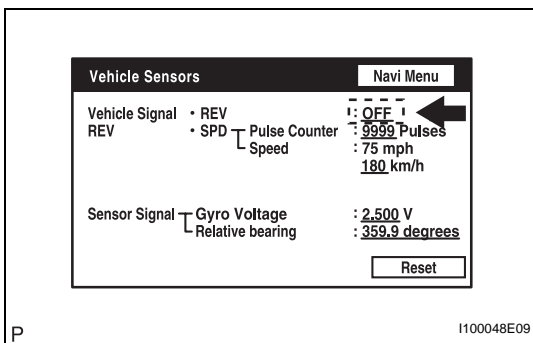 Vehicle Sensors Navi Menu
Vehicle Signal • REV : OFF
REV • SPD Pulse Counter : 9999 Pulses
Speed : 75 mph
180 km/h
Sensor Signal Gyro Voltage : 2.500 V
Relative bearing : 359.9 degrees
Reset
P I100048E09